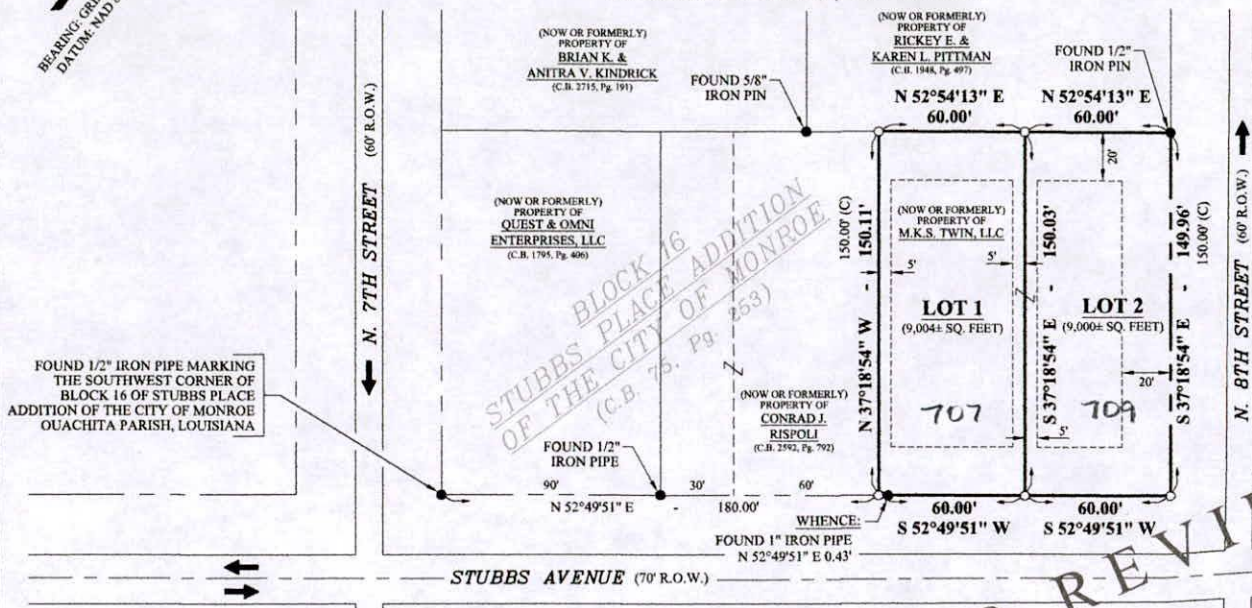 BEARING: GRI
DATUM: NAD 8
N. 7TH STREET (60' R.O.W.)
(NOW OR FORMERLY)
PROPERTY OF
BRIAN K. &
ANITRA V. KINDRICK
(C.B. 2715, Pg. 191)
FOUND 5/8"
IRON PIN
(NOW OR FORMERLY)
PROPERTY OF
RICKEY E. &
KAREN L. PITTMAN
(C.B. 1948, Pg. 497)
FOUND 1/2"
IRON PIN
N 52°54'13" E
60.00'
N 52°54'13" E
60.00'
20'
(NOW OR FORMERLY)
PROPERTY OF
QUEST & OMNI
ENTERPRISES, LLC
(C.B. 1795, Pg. 406)
BLOCK 16
STUBBS PLACE ADDITION
OF THE CITY OF MONROE
(C.B. 75, Pg. 253)
150.00' (C)
N 37°18'54" W - 150.11'
(NOW OR FORMERLY)
PROPERTY OF
M.K.S. TWIN, LLC
5'
5'
LOT 1
(9,004± SQ. FEET)
707
S 37°18'54" E - 150.03'
LOT 2
(9,000± SQ. FEET)
709
20'
5'
S 37°18'54" E - 149.96'
150.00' (C)
N. 8TH STREET (60' R.O.W.)
FOUND 1/2" IRON PIPE MARKING
THE SOUTHWEST CORNER OF
BLOCK 16 OF STUBBS PLACE
ADDITION OF THE CITY OF MONROE
OUACHITA PARISH, LOUISIANA
(NOW OR FORMERLY)
PROPERTY OF
CONRAD J.
RISPOLI
(C.B. 2592, Pg. 792)
FOUND 1/2"
IRON PIPE
90'
30'
60'
N 52°49'51" E - 180.00'
WHENCE:
FOUND 1" IRON PIPE
N 52°49'51" E 0.43'
60.00'
S 52°49'51" W
60.00'
S 52°49'51" W
STUBBS AVENUE (70' R.O.W.)
REVI